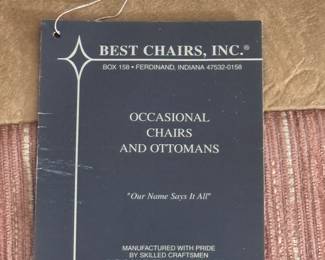 BEST CHAIRS, INC.®
BOX 158 • FERDINAND, INDIANA 47532-0158
OCCASIONAL
CHAIRS
AND OTTOMANS
"Our Name Says It All"
MANUFACTURED WITH PRIDE
BY SKILLED CRAFTSMEN